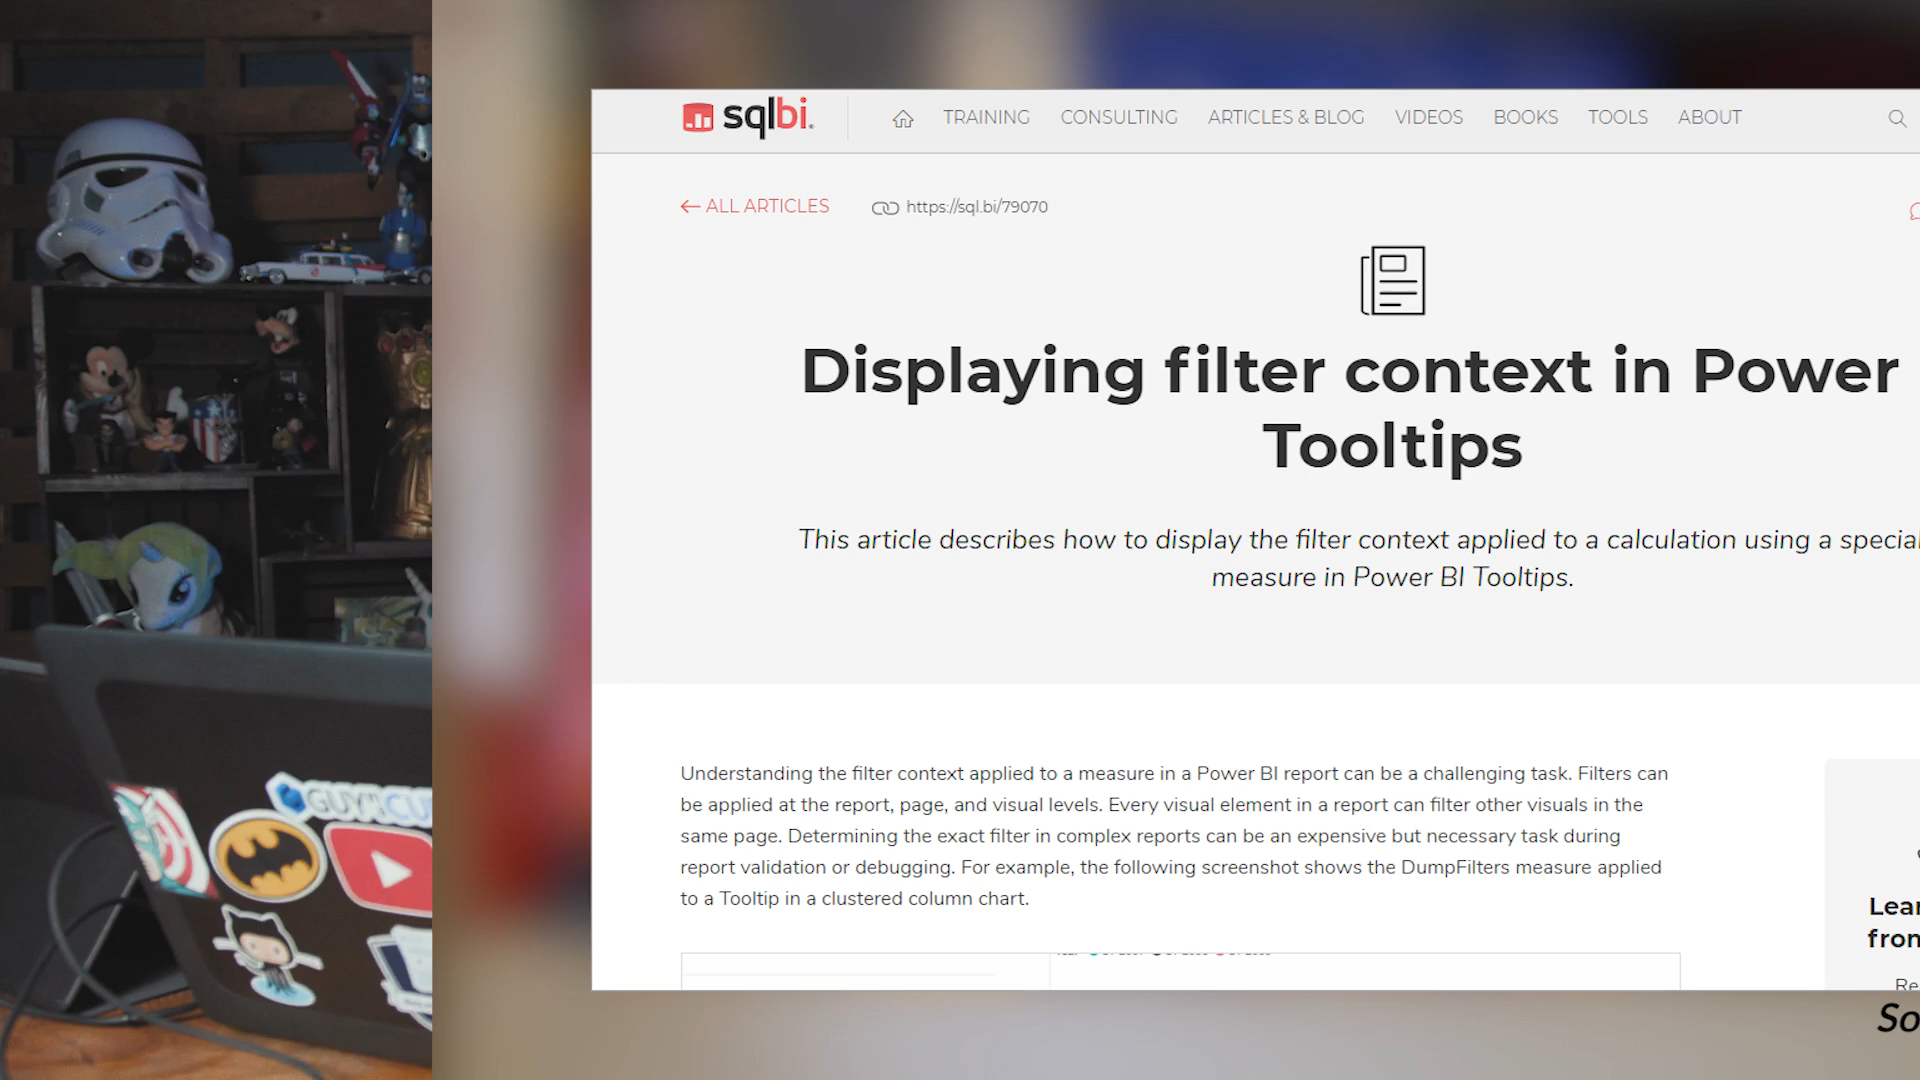 sqlbi.
TRAINING CONSULTING ARTICLES & BLOG VIDEOS BOOKS TOOLS ABOUT
← ALL ARTICLES https://sql.bi/79070
Displaying filter context in Power
Tooltips
This article describes how to display the filter context applied to a calculation using a special
measure in Power BI Tooltips.
Understanding the filter context applied to a measure in a Power BI report can be a challenging task. Filters can
be applied at the report, page, and visual levels. Every visual element in a report can filter other visuals in the
same page. Determining the exact filter in complex reports can be an expensive but necessary task during
report validation or debugging. For example, the following screenshot shows the DumpFilters measure applied
to a Tooltip in a clustered column chart.
Lear
from
Re
So